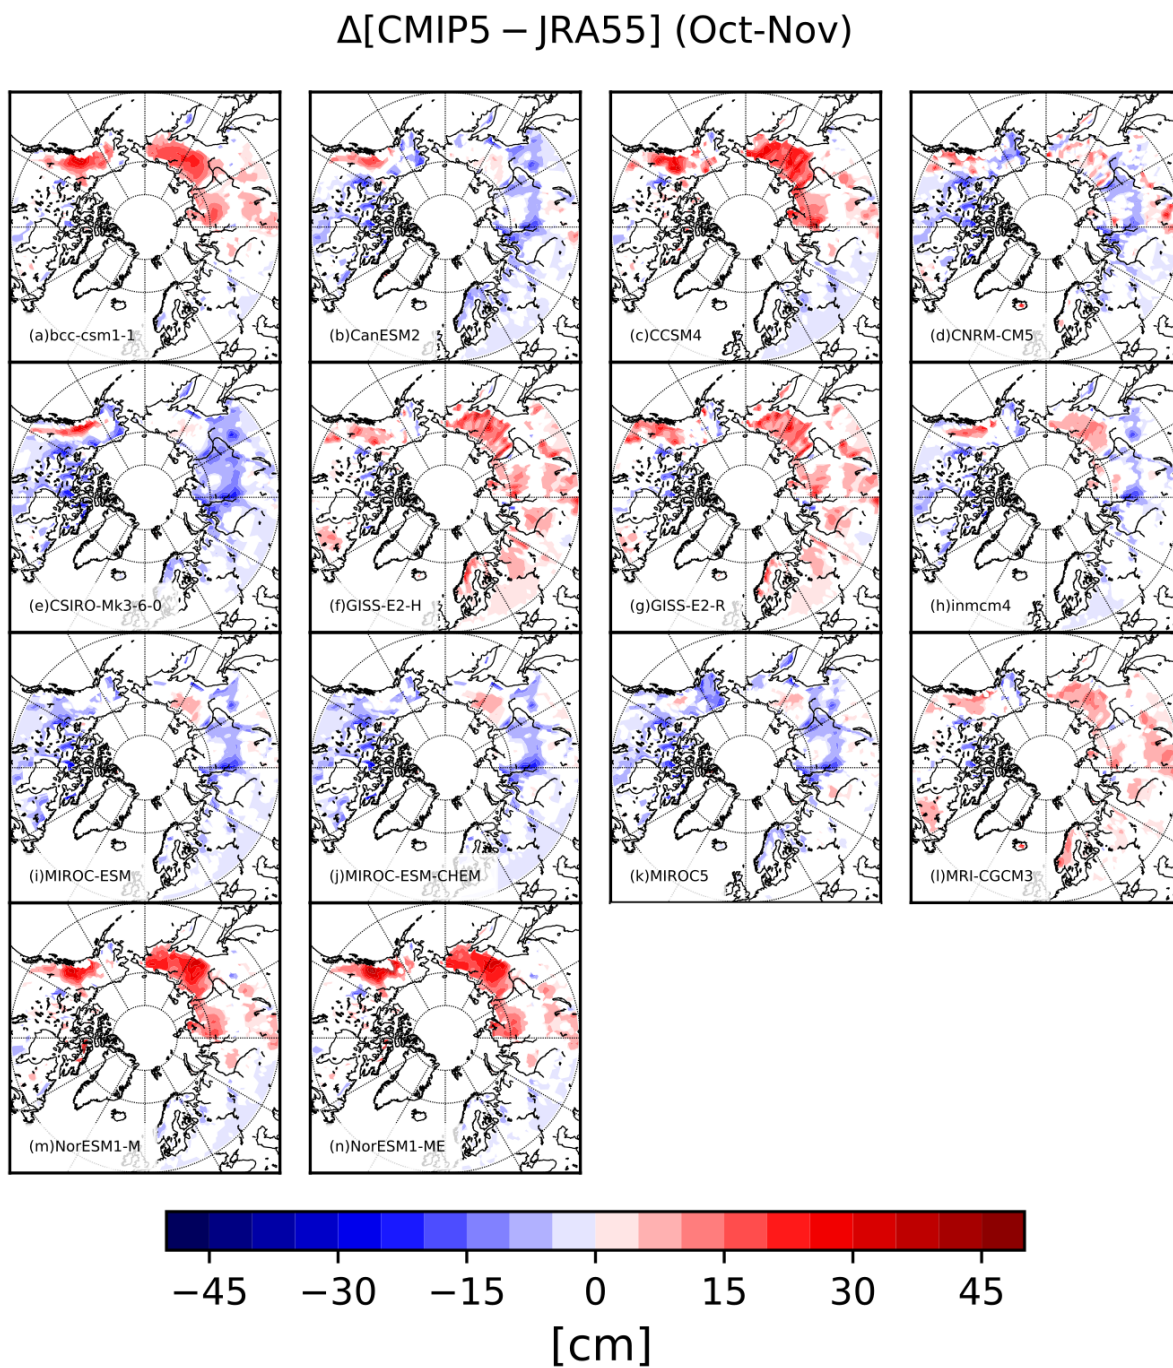 Δ[CMIP5 − JRA55] (Oct-Nov)
(a)bcc-csm1-1
(b)CanESM2
(c)CCSM4
(d)CNRM-CM5
(e)CSIRO-Mk3-6-0
(f)GISS-E2-H
(g)GISS-E2-R
(h)inmcm4
(i)MIROC-ESM
(j)MIROC-ESM-CHEM
(k)MIROC5
(l)MRI-CGCM3
(m)NorESM1-M
(n)NorESM1-ME
−45 −30 −15 0 15 30 45
[cm]